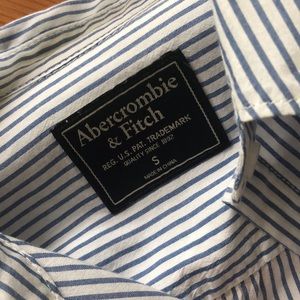 Abercrombie
& Fitch
REG. U.S. PAT. TRADEMARK
QUALITY SINCE 1892
S
MADE IN CHINA